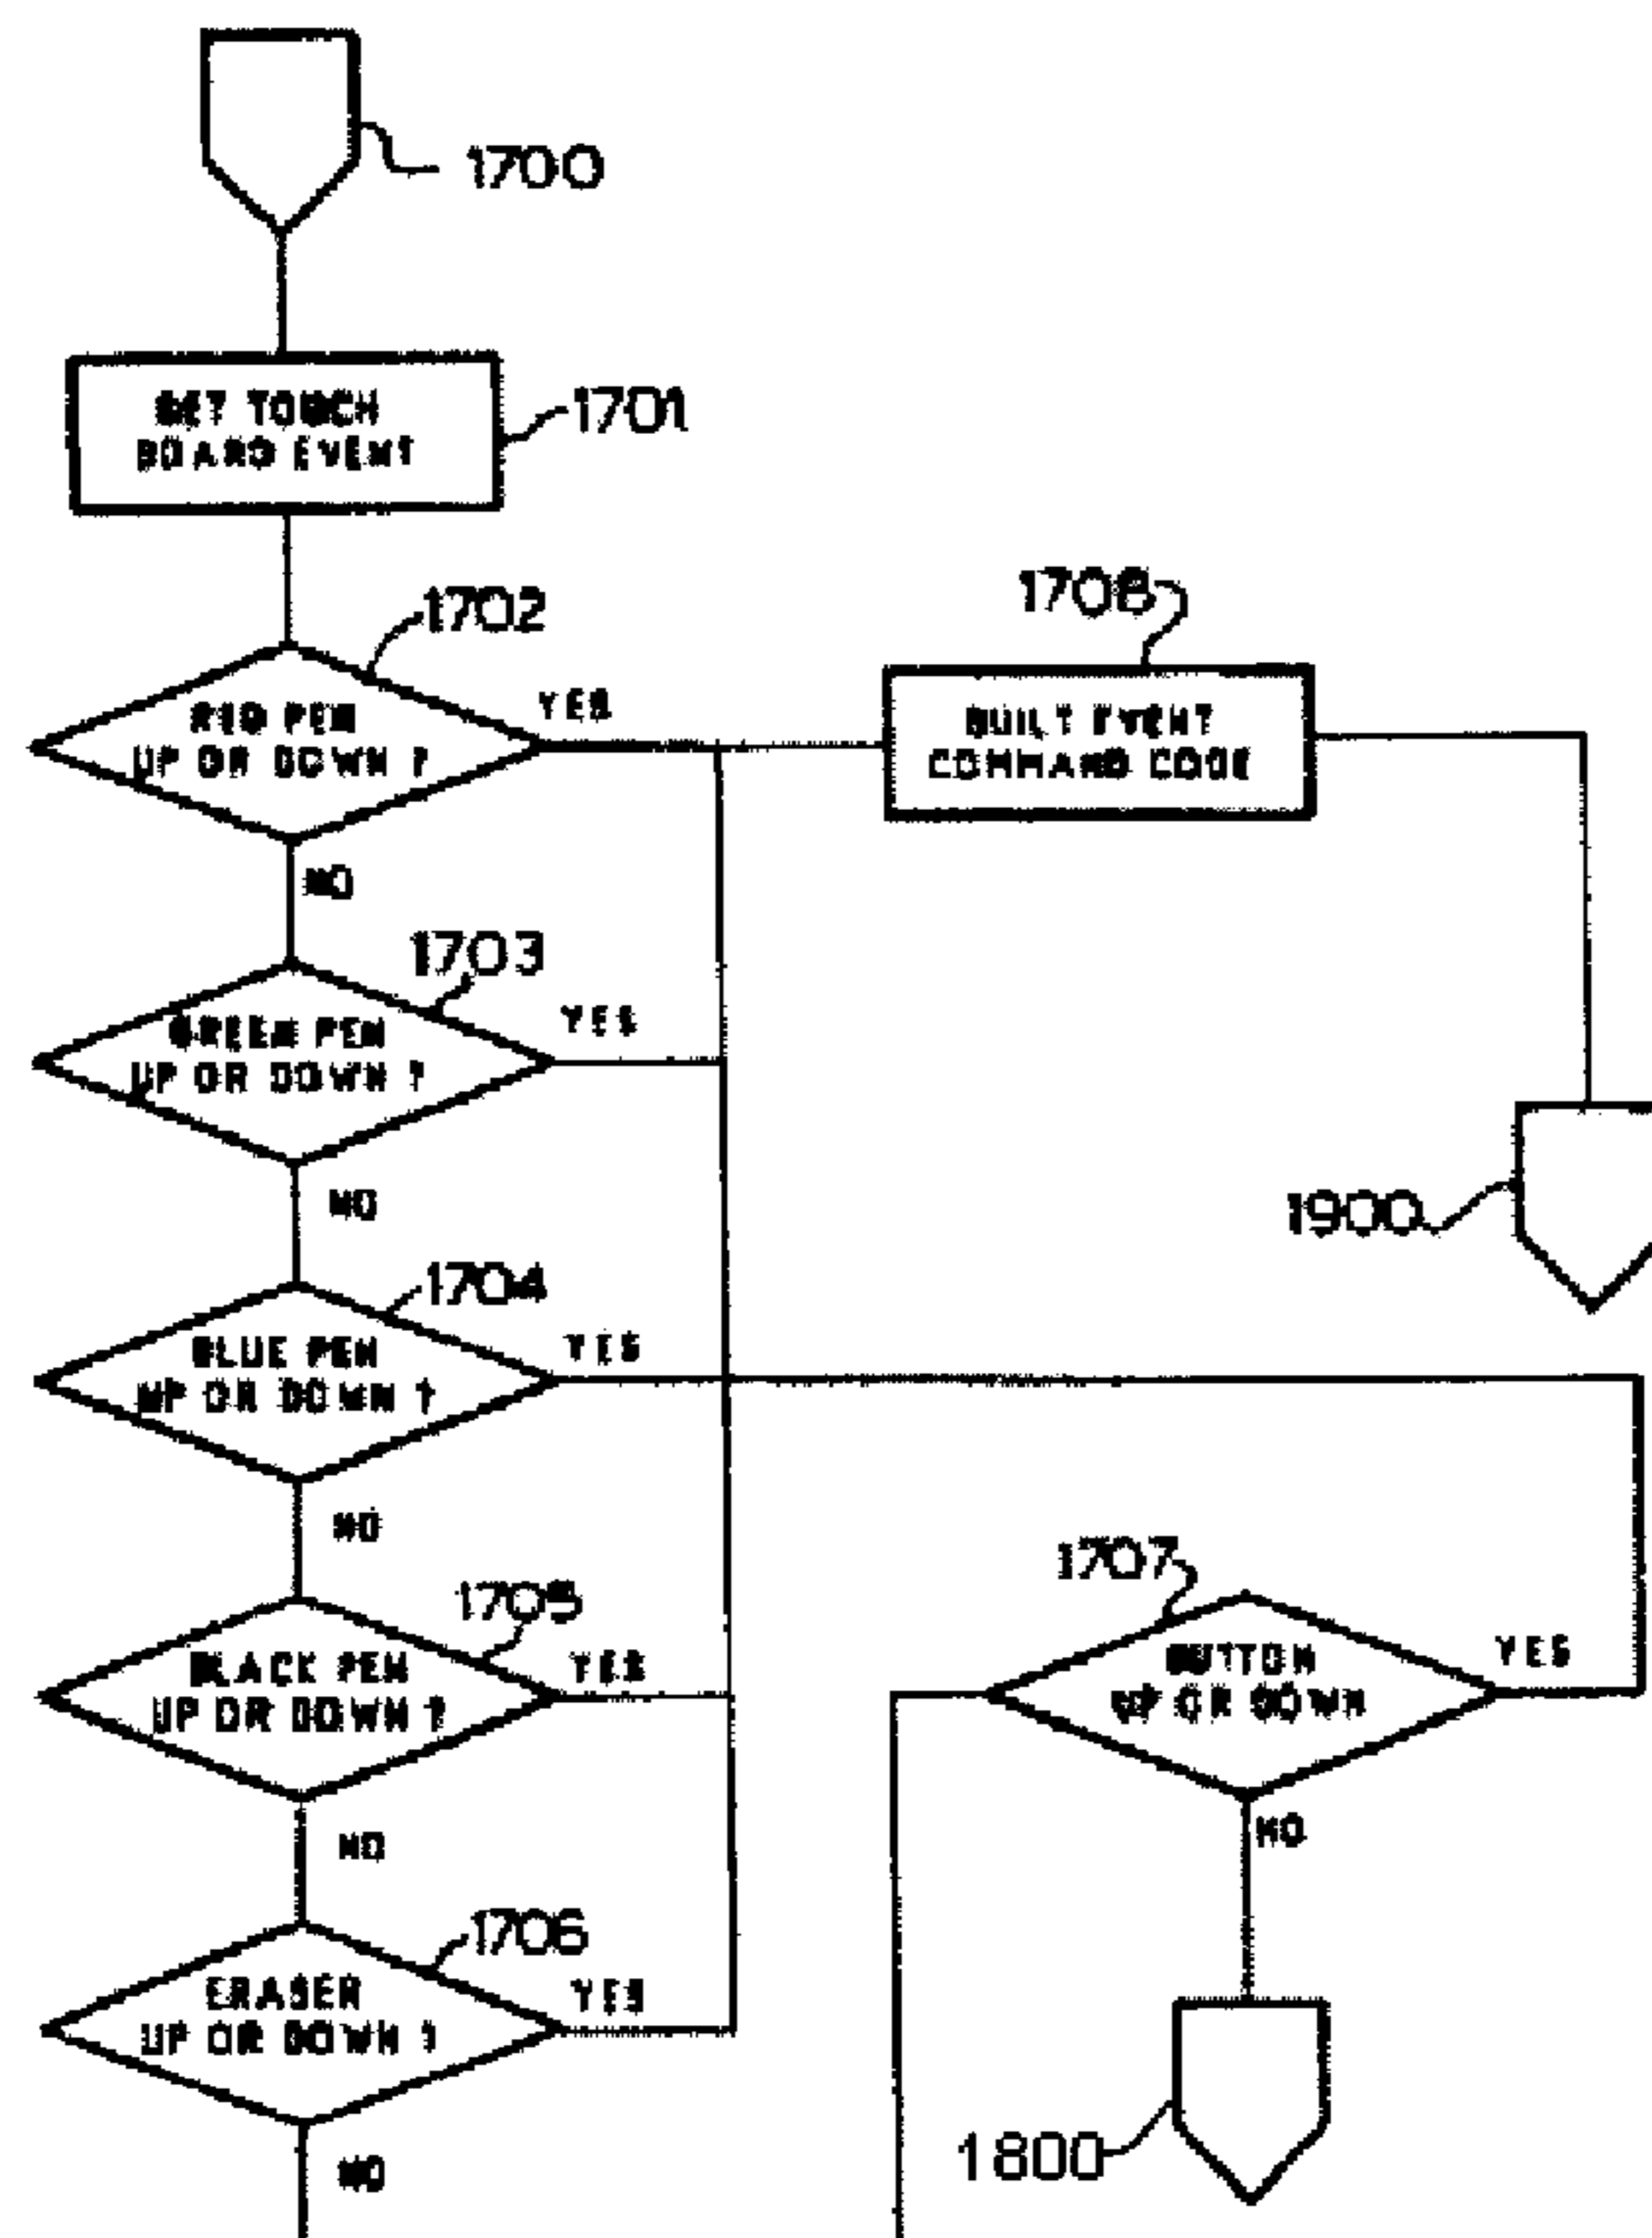 1700
GET TOUCH
BOARD EVENT
1701
1702
RED PEN
UP OR DOWN ?
YES
NO
1708
BUILT EVENT
COMMAND CODE
1703
GREEN PEN
UP OR DOWN ?
YES
NO
1900
1704
BLUE PEN
UP OR DOWN ?
YES
NO
1705
BLACK PEN
UP OR DOWN ?
YES
NO
1707
BUTTON
UP OR DOWN
YES
NO
1706
ERASER
UP OR DOWN ?
YES
NO
1800